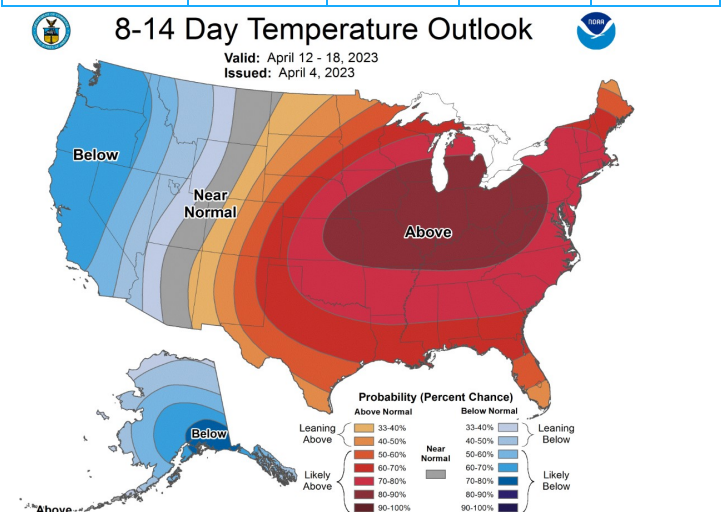 8-14 Day Temperature Outlook
NOAA
Valid: April 12 - 18, 2023
Issued: April 4, 2023
Below
Near
Normal
Above
Below
Above
Probability (Percent Chance)
Above Normal
Below Normal
Leaning
Above
33-40%
40-50%
Likely
Above
50-60%
60-70%
70-80%
80-90%
90-100%
Near
Normal
33-40%
40-50%
Leaning
Below
50-60%
60-70%
70-80%
80-90%
90-100%
Likely
Below